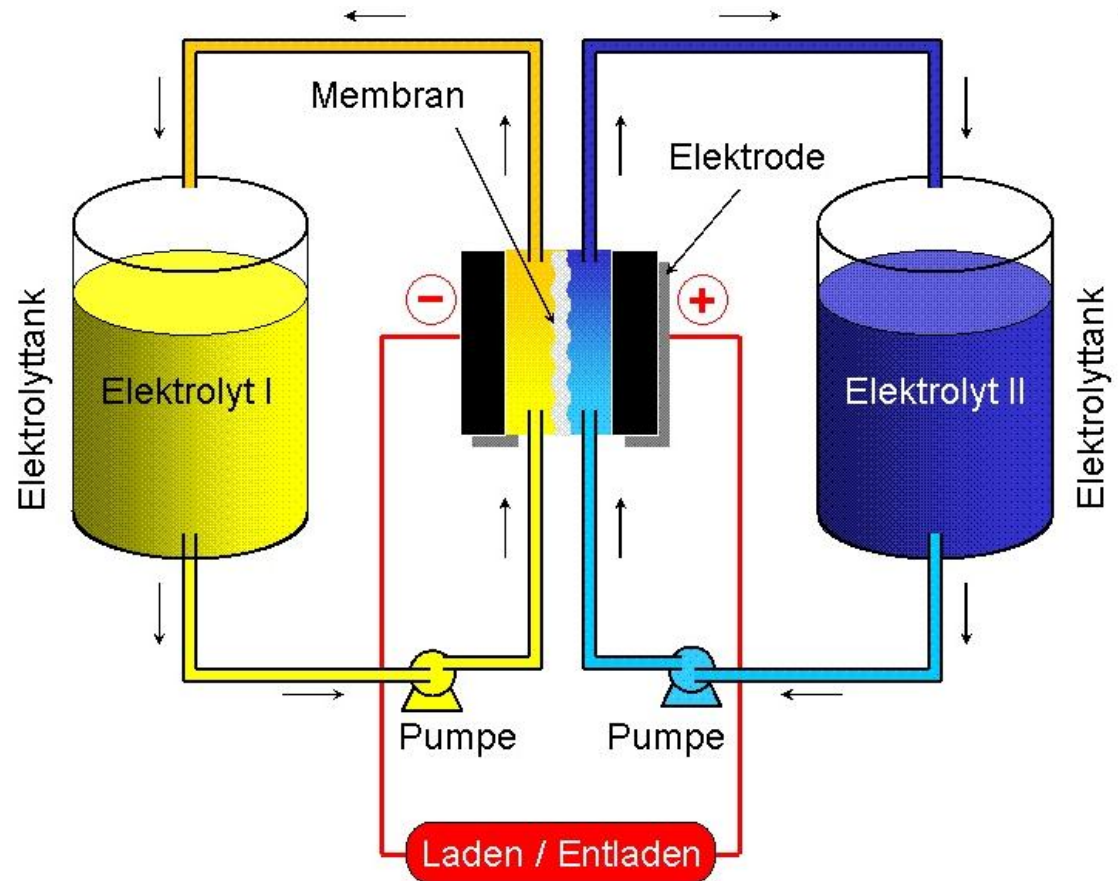 Membran
Elektrode
Elektrolyttank
−
+
Elektrolyt I
Elektrolyt II
Elektrolyttank
Pumpe
Pumpe
Laden / Entladen